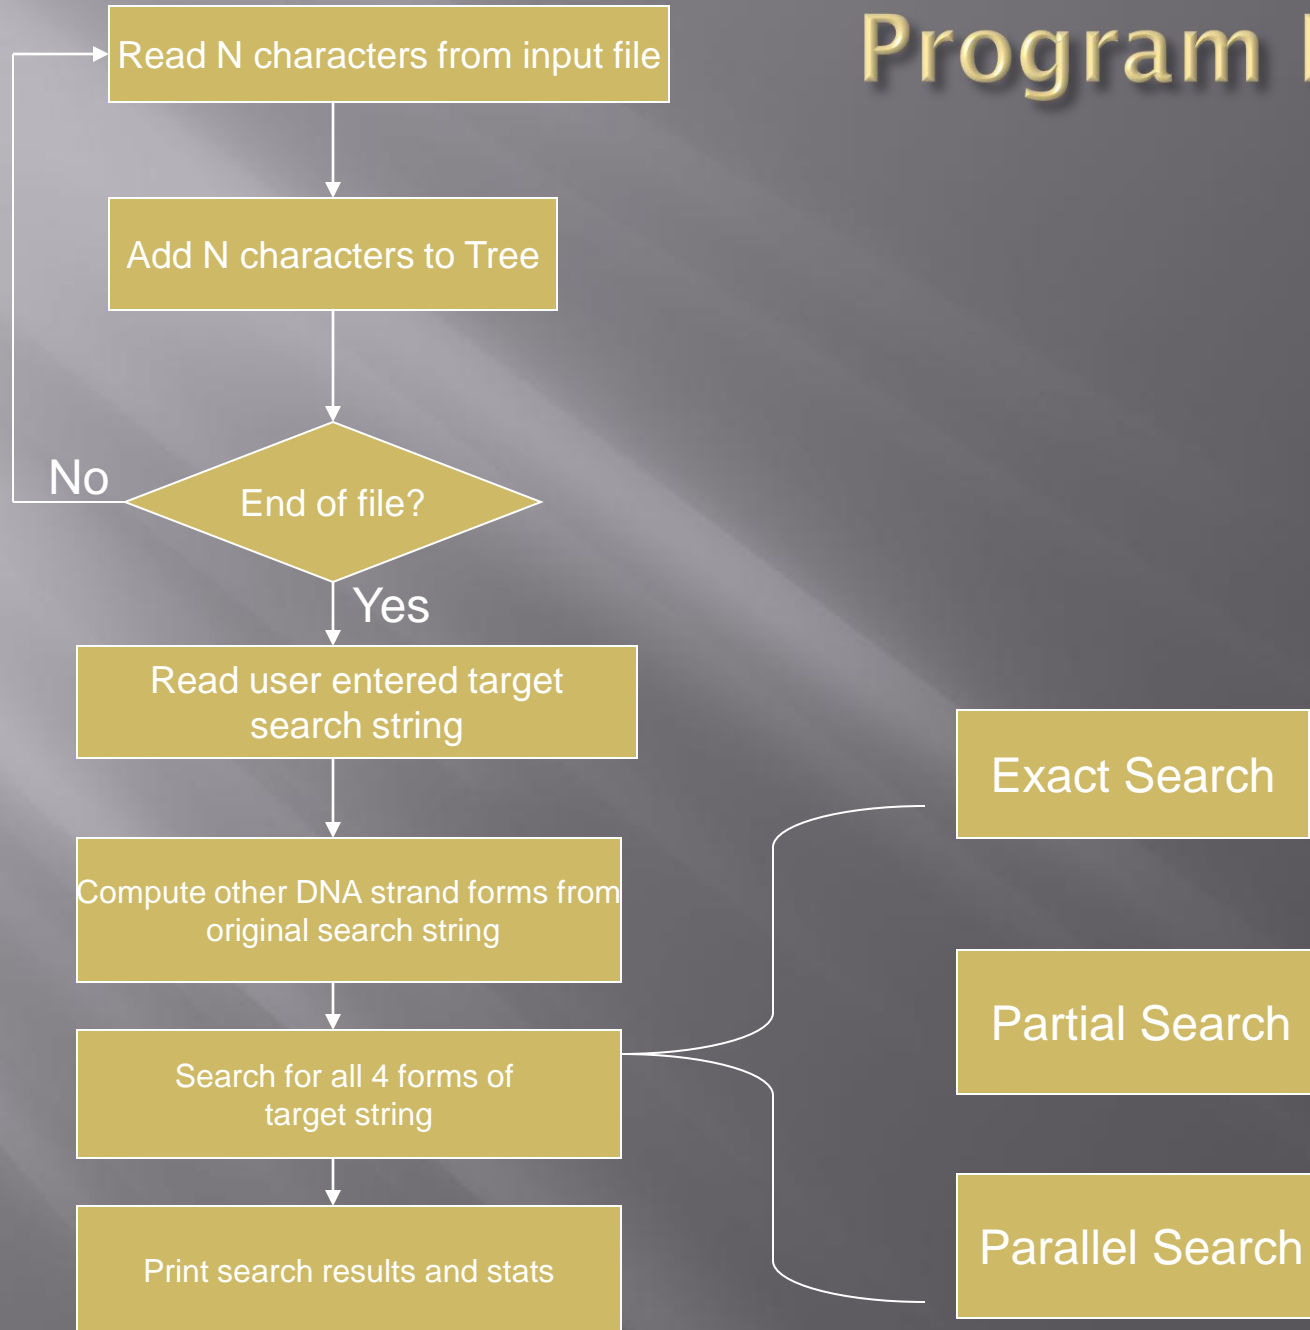 Program
Read N characters from input file
Add N characters to Tree
No
End of file?
Yes
Read user entered target
search string
Compute other DNA strand forms from
original search string
Search for all 4 forms of
target string
Print search results and stats
Exact Search
Partial Search
Parallel Search